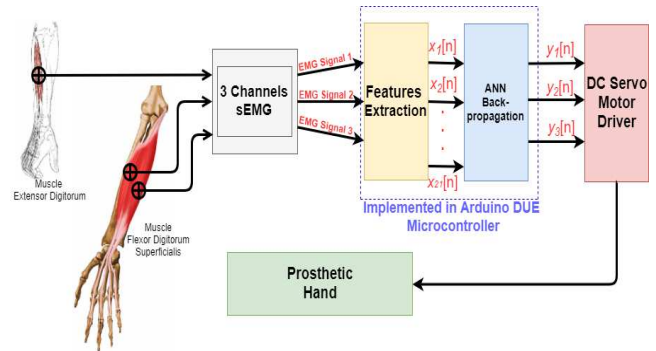 EMG Signal 1
EMG Signal 2
EMG Signal 3
3 Channels
sEMG
Features
Extraction
x1[n]
x2[n]
.
.
.
x21[n]
ANN
Back-
propagation
y1[n]
y2[n]
y3[n]
DC Servo
Motor
Driver
Implemented in Arduino DUE
Microcontroller
Muscle
Extensor Digitorum
Muscle
Flexor Digitorum
Superficialis
Prosthetic
Hand